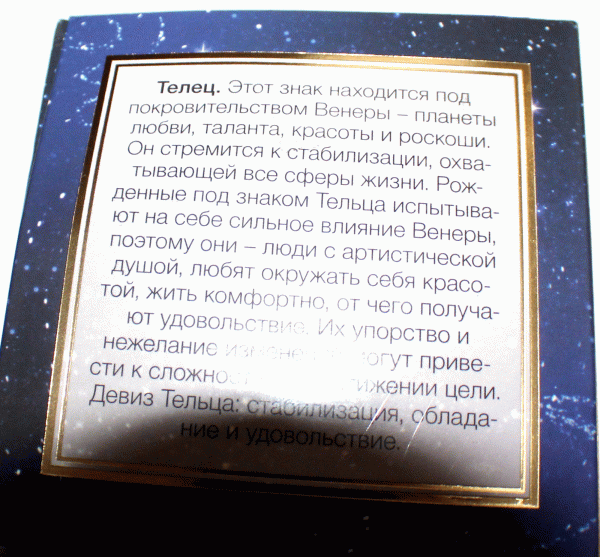 Телец. Этот знак находится под
покровительством Венеры – планеты
любви, таланта, красоты и роскоши.
Он стремится к стабилизации, охва-
тывающей все сферы жизни. Рож-
денные под знаком Тельца испытыва-
ют на себе сильное влияние Венеры,
поэтому они – люди с артистической
душой, любят окружать себя красо-
той, жить комфортно, от чего получа-
ют удовольствие. Их упорство и
нежелание могут приве-
сти к цели.
Девиз Тельца: стабилизация, облада-
ние и удовольствие.